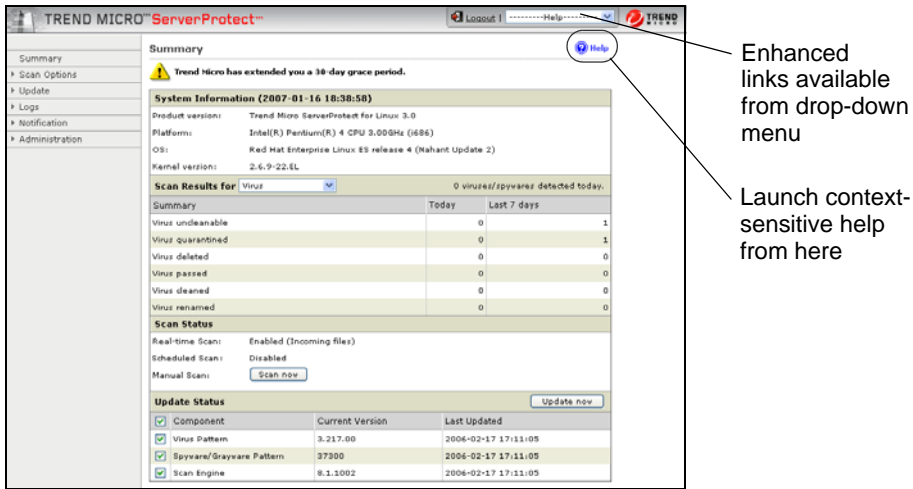 TREND MICRO™ ServerProtect™
Logout | ----------Help----------
TREND MICRO
Enhanced
links available
from drop-down
menu
Summary
Scan Options
Update
Logs
Notification
Administration
Summary
Help
Launch context-
sensitive help
from here
Trend Micro has extended you a 30-day grace period.
System Information (2007-01-16 18:38:58)
Product version: Trend Micro ServerProtect for Linux 3.0
Platform: Intel(R) Pentium(R) 4 CPU 3.00GHz (i686)
OS: Red Hat Enterprise Linux ES release 4 (Nahant Update 2)
Kernel version: 2.6.9-22.EL
Scan Results for Virus 0 viruses/spywares detected today.
Summary Today Last 7 days
Virus uncleanable 0 1
Virus quarantined 0 1
Virus deleted 0 0
Virus passed 0 0
Virus cleaned 0 0
Virus renamed 0 0
Scan Status
Real-time Scan: Enabled (Incoming files)
Scheduled Scan: Disabled
Manual Scan: Scan now
Update Status Update now
Component Current Version Last Updated
Virus Pattern 3.217.00 2006-02-17 17:11:05
Spyware/Grayware Pattern 37300 2006-02-17 17:11:05
Scan Engine 8.1.1002 2006-02-17 17:11:05